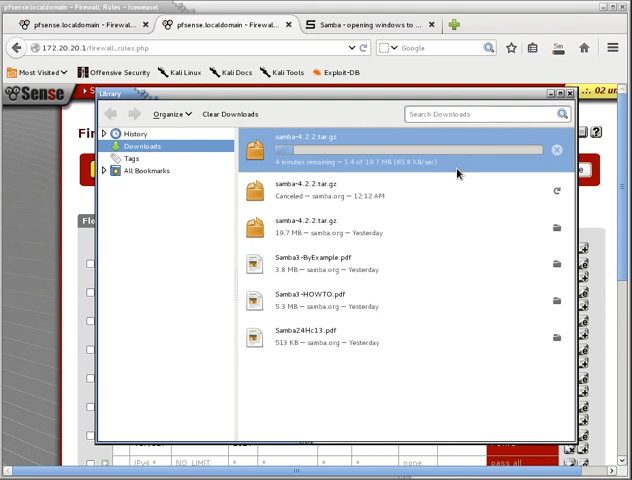 pfsense.localdomain - Firewall: Rules - Iceweasel
pfsense.localdomain - Firewal...
pfsense.localdomain - Firewal...
Samba - opening windows to ...
172.20.20.1/firewall_rules.php
Google
Most Visited
Offensive Security
Kali Linux
Kali Docs
Kali Tools
Exploit-DB
Sense
Library
Organize
Clear Downloads
Search Downloads
History
Downloads
Tags
All Bookmarks
samba-4.2.2.tar.gz
4 minutes remaining — 1.4 of 19.7 MB (65.8 KB/sec)
samba-4.2.2.tar.gz
Canceled — samba.org — 12:12 AM
samba-4.2.2.tar.gz
19.7 MB — samba.org — Yesterday
Samba3-ByExample.pdf
3.8 MB — samba.org — Yesterday
Samba3-HOWTO.pdf
5.3 MB — samba.org — Yesterday
Samba24Hc13.pdf
513 KB — samba.org — Yesterday
Flo
IPv4 * NO_LIMIT * * * * none pass all